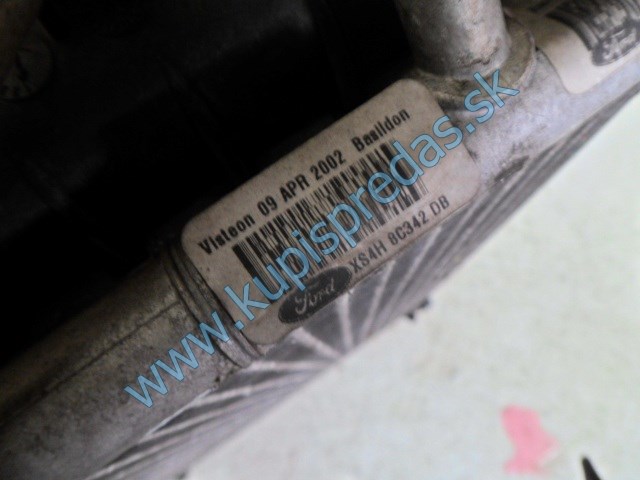 Visteon 09 APR 2002 Basildon
Ford XS4H 8C342 DB
www.kupispredas.sk